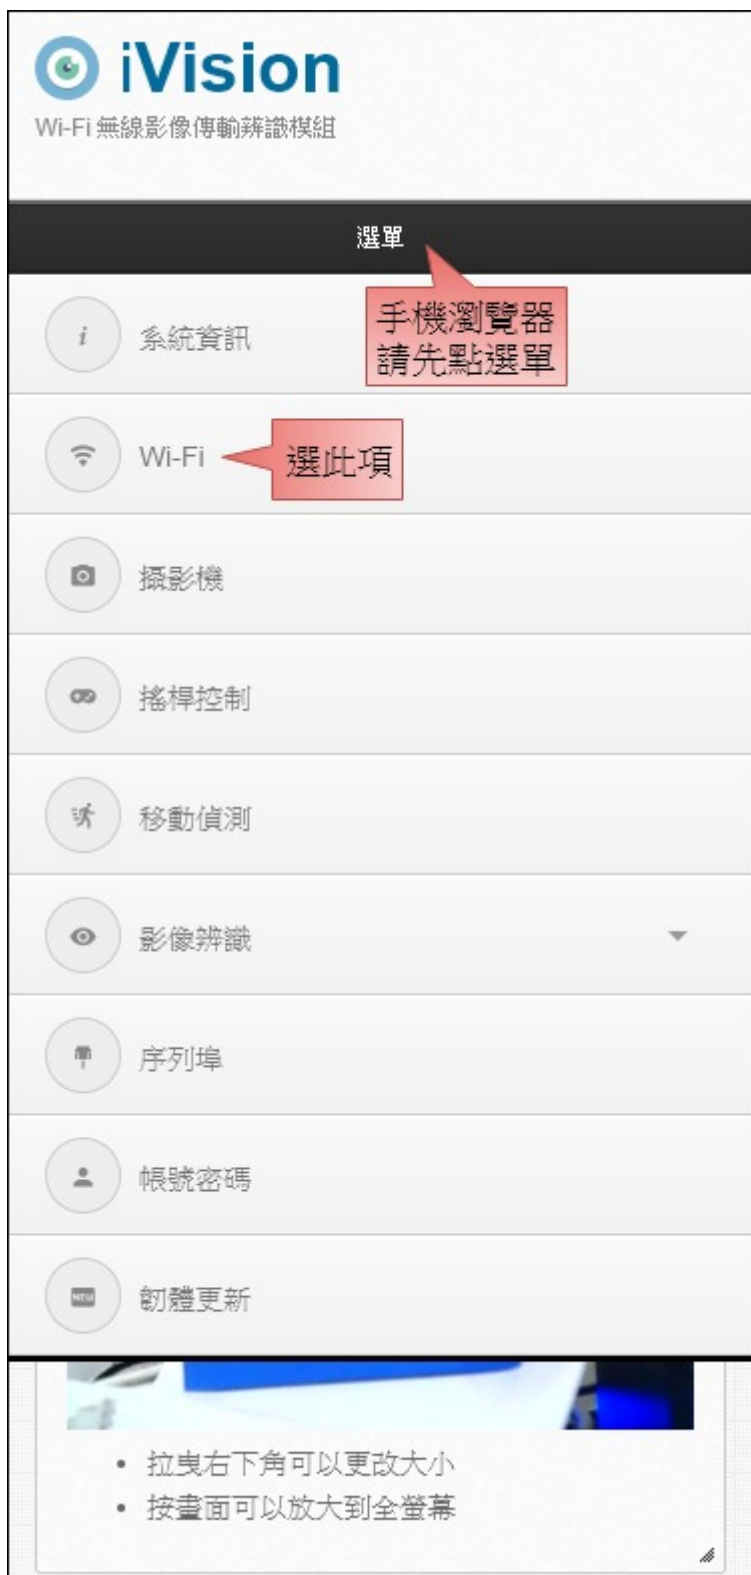 iVision
Wi-Fi 無線影像傳輸辨識模組
選單
手機瀏覽器
請先點選單
系統資訊
Wi-Fi
選此項
攝影機
搖桿控制
移動偵測
影像辨識
序列埠
帳號密碼
NEW
韌體更新
• 拉曳右下角可以更改大小
• 按畫面可以放大到全螢幕